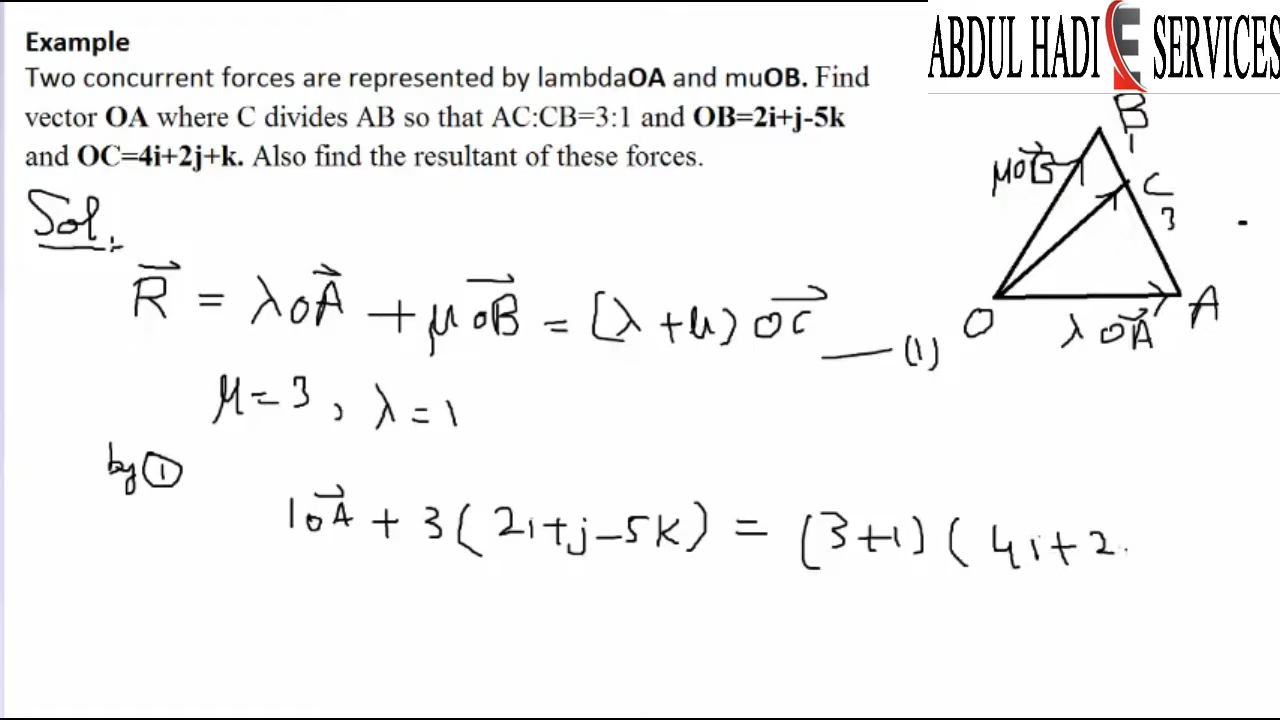 ABDUL HADI E SERVICES
Example
Two concurrent forces are represented by lambdaOA and muOB. Find
vector OA where C divides AB so that AC:CB=3:1 and OB=2i+j-5k
and OC=4i+2j+k. Also find the resultant of these forces.
Sol:
R⃗ = λOA⃗ + μOB⃗ = (λ+μ) OC⃗ —(1)
μ=3, λ=1
by ①
1OA⃗ + 3(2i+j-5k) = (3+1)(4i+2
B
1
μOB⃗
C
3
O
λOA⃗
A